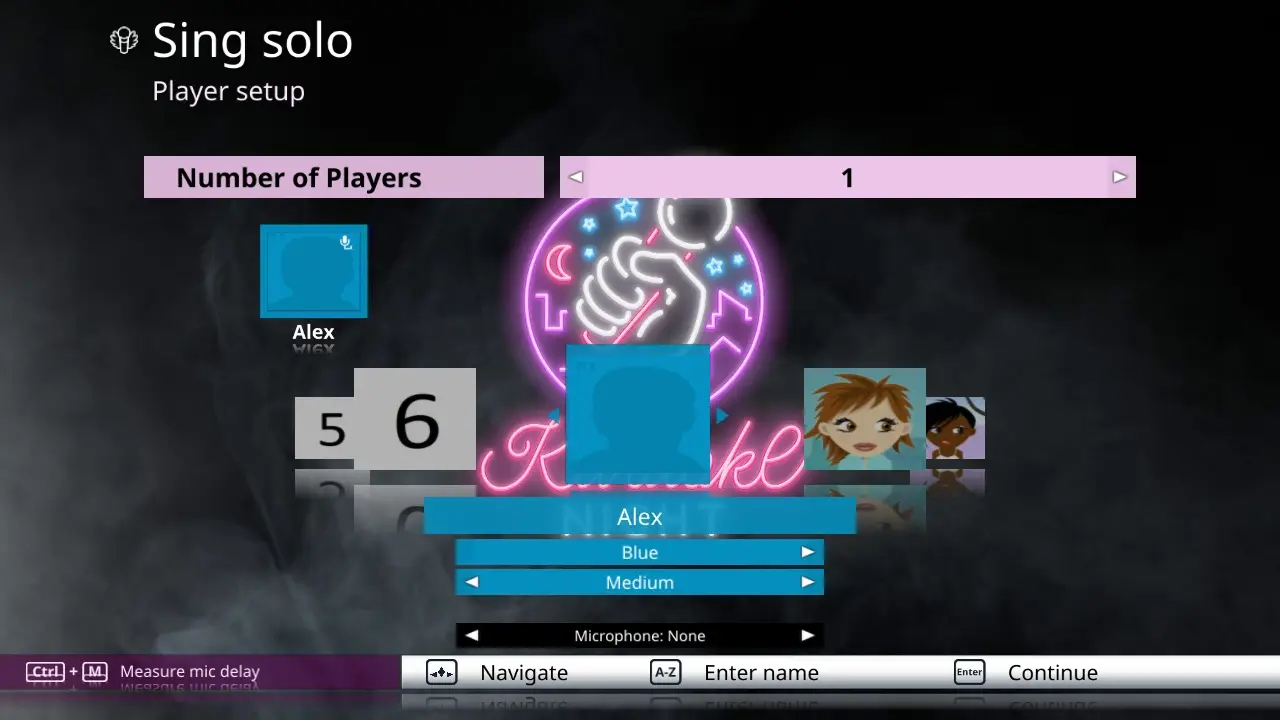 Sing solo
Player setup
Number of Players
1
Alex
5
6
Alex
Blue
Medium
Microphone: None
Ctrl + M Measure mic delay
Navigate
A-Z Enter name
Enter Continue